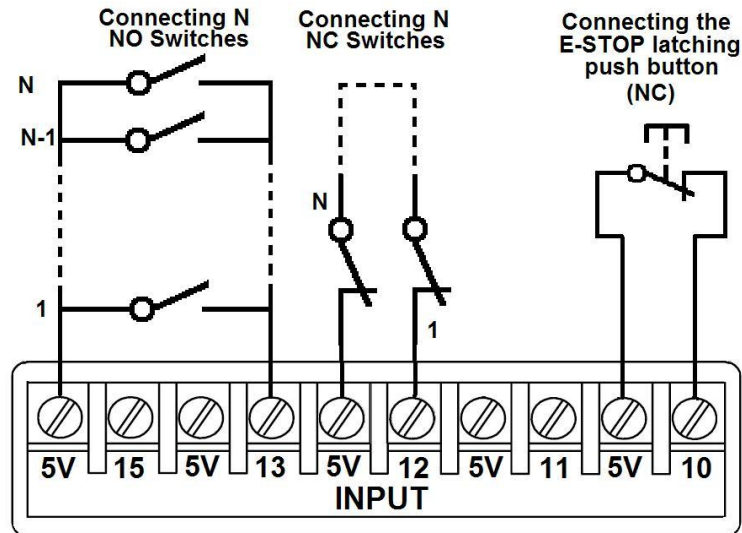 Connecting N
NO Switches
Connecting N
NC Switches
Connecting the
E-STOP latching
push button
(NC)
N
N-1
1
N
1
5V 15 5V 13 5V 12 5V 11 5V 10
INPUT